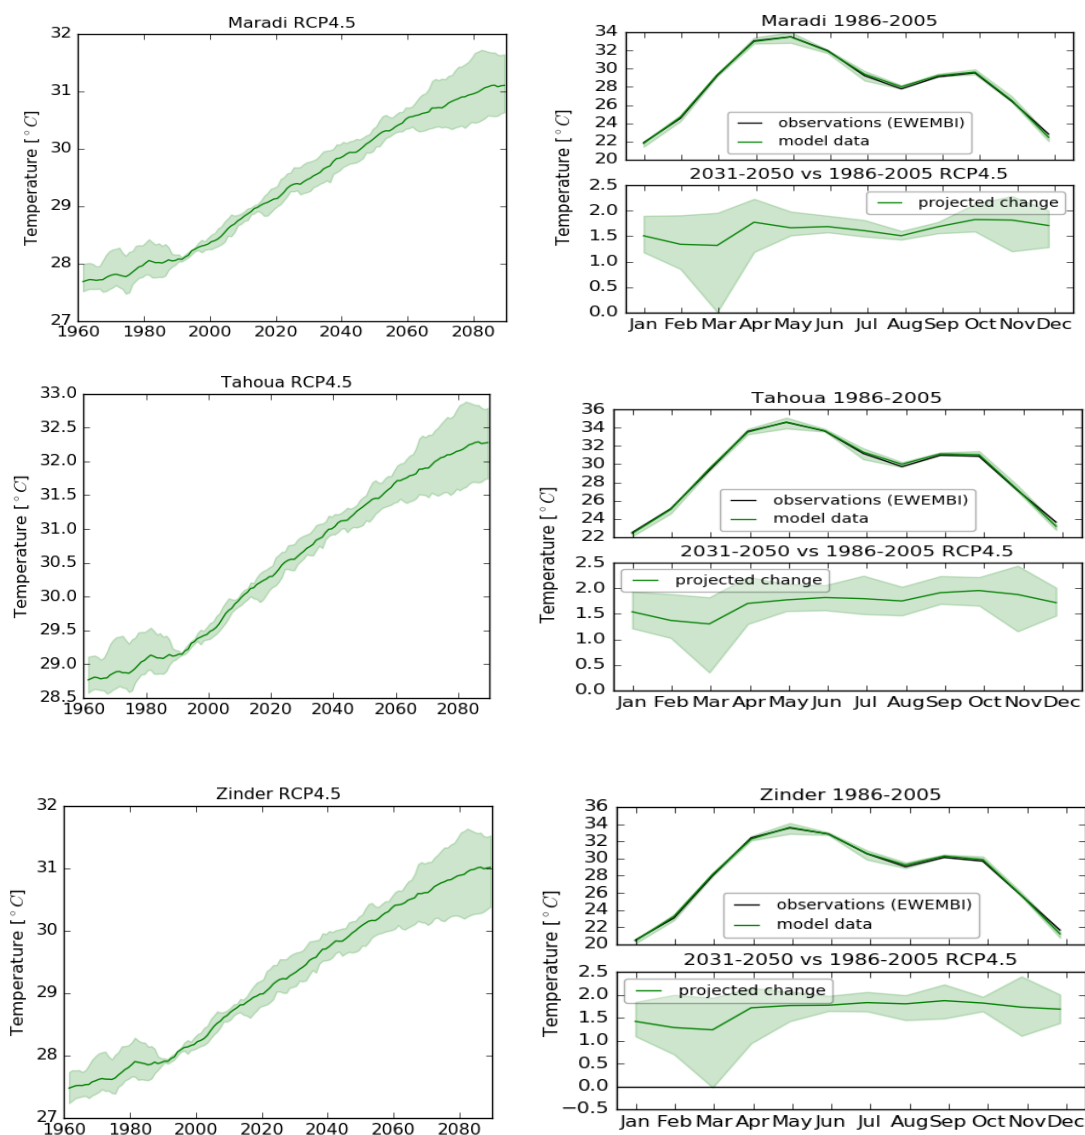 Maradi RCP4.5
32
31
30
29
28
27
Temperature [°C]
1960 1980 2000 2020 2040 2060 2080
Maradi 1986-2005
34
32
30
28
26
24
22
20
observations (EWEMBI)
model data
Temperature [°C]
2031-2050 vs 1986-2005 RCP4.5
2.5
2.0
1.5
1.0
0.5
0.0
projected change
Jan Feb Mar Apr May Jun Jul Aug Sep Oct Nov Dec
Tahoua RCP4.5
33.0
32.5
32.0
31.5
31.0
30.5
30.0
29.5
29.0
28.5
Temperature [°C]
1960 1980 2000 2020 2040 2060 2080
Tahoua 1986-2005
36
34
32
30
28
26
24
22
observations (EWEMBI)
model data
Temperature [°C]
2031-2050 vs 1986-2005 RCP4.5
2.5
2.0
1.5
1.0
0.5
0.0
projected change
Jan Feb Mar Apr May Jun Jul Aug Sep Oct Nov Dec
Zinder RCP4.5
32
31
30
29
28
27
Temperature [°C]
1960 1980 2000 2020 2040 2060 2080
Zinder 1986-2005
36
34
32
30
28
26
24
22
20
observations (EWEMBI)
model data
Temperature [°C]
2031-2050 vs 1986-2005 RCP4.5
2.5
2.0
1.5
1.0
0.5
0.0
−0.5
projected change
Jan Feb Mar Apr May Jun Jul Aug Sep Oct Nov Dec